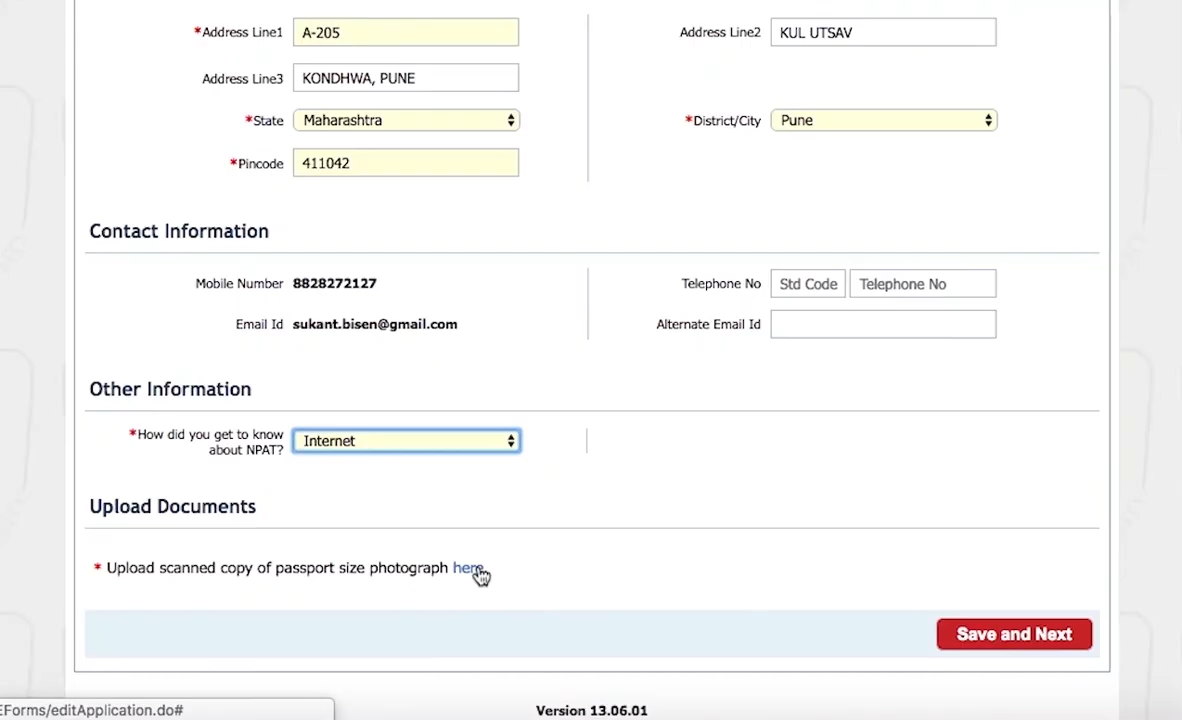 *Address Line1 A-205 Address Line2 KUL UTSAV
Address Line3 KONDHWA, PUNE
*State Maharashtra *District/City Pune
*Pincode 411042
Contact Information
Mobile Number 8828272127 Telephone No Std Code Telephone No
Email Id sukant.bisen@gmail.com Alternate Email Id
Other Information
*How did you get to know
about NPAT? Internet
Upload Documents
* Upload scanned copy of passport size photograph here
Save and Next
EForms/editApplication.do#
Version 13.06.01